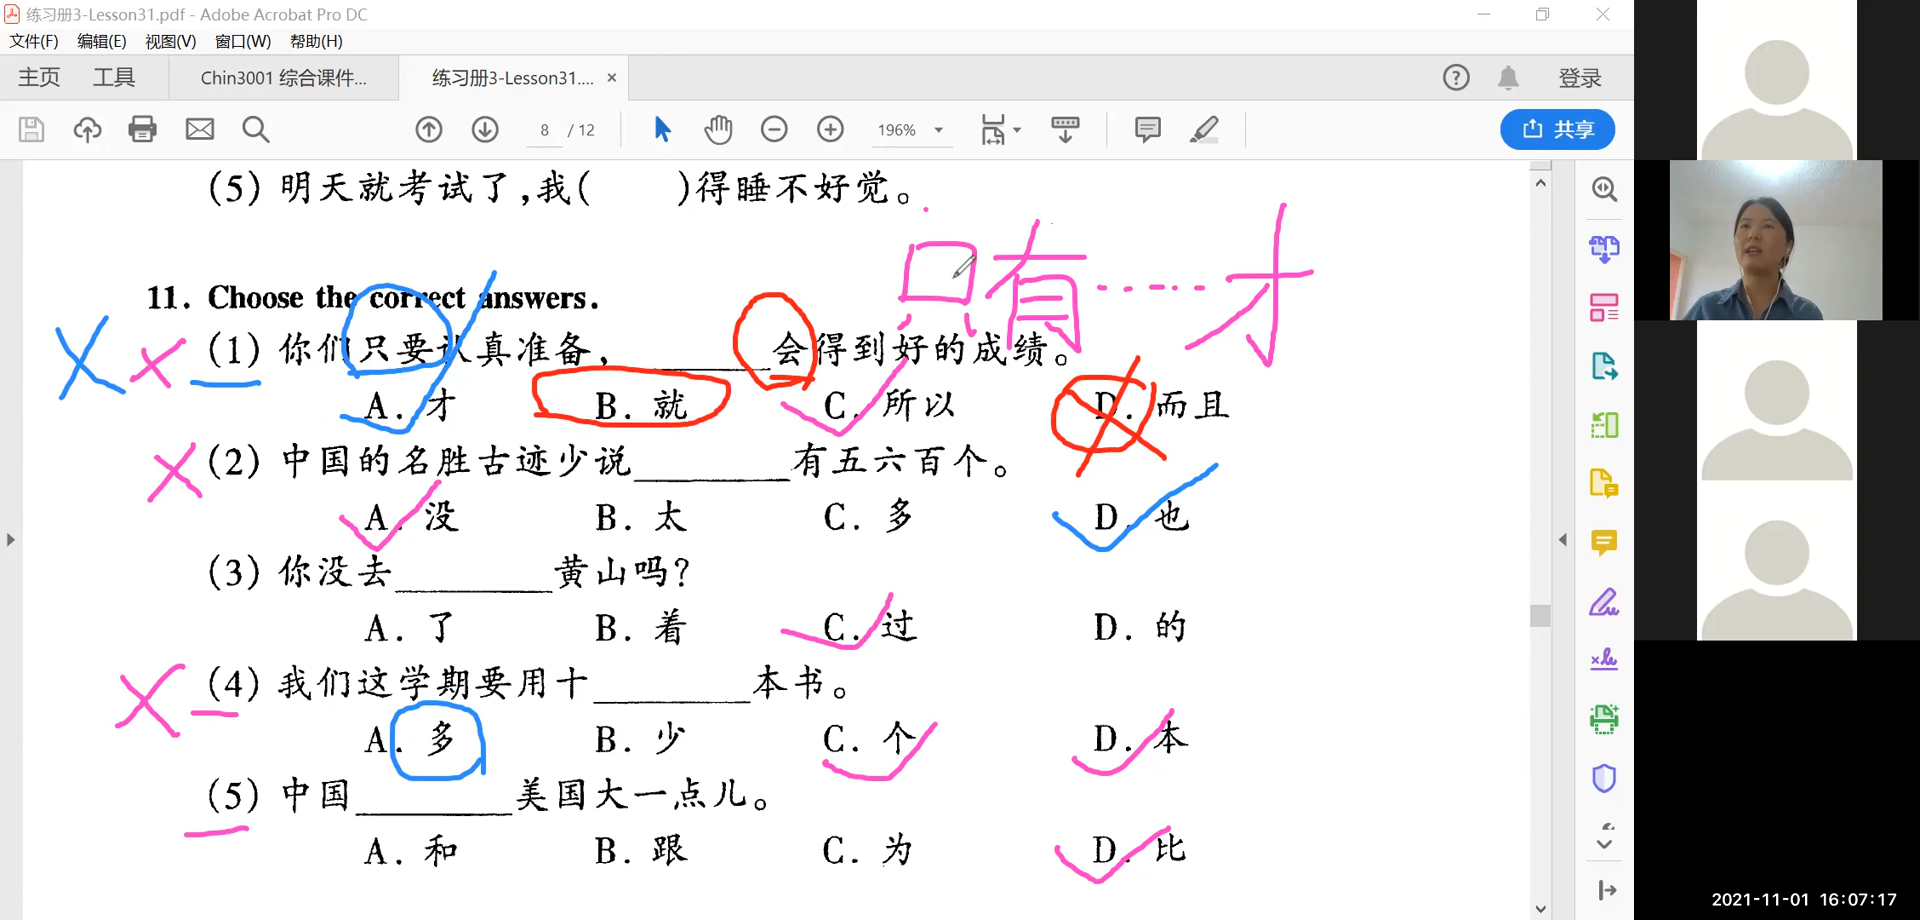 练习册3-Lesson31.pdf - Adobe Acrobat Pro DC
文件(F) 编辑(E) 视图(V) 窗口(W) 帮助(H)
主页 工具 Chin3001 综合课件... 练习册3-Lesson31.... × 登录
8 / 12 196% 共享
(5) 明天就考试了,我( )得睡不好觉。
只有……才
11. Choose the correct answers.
(1) 你们只要认真准备, ______会得到好的成绩。
A. 才 B. 就 C. 所以 D. 而且
(2) 中国的名胜古迹少说________有五六百个。
A. 没 B. 太 C. 多 D. 也
(3) 你没去________黄山吗?
A. 了 B. 着 C. 过 D. 的
(4) 我们这学期要用十________本书。
A. 多 B. 少 C. 个 D. 本
(5) 中国________美国大一点儿。
A. 和 B. 跟 C. 为 D. 比
2021-11-01 16:07:17